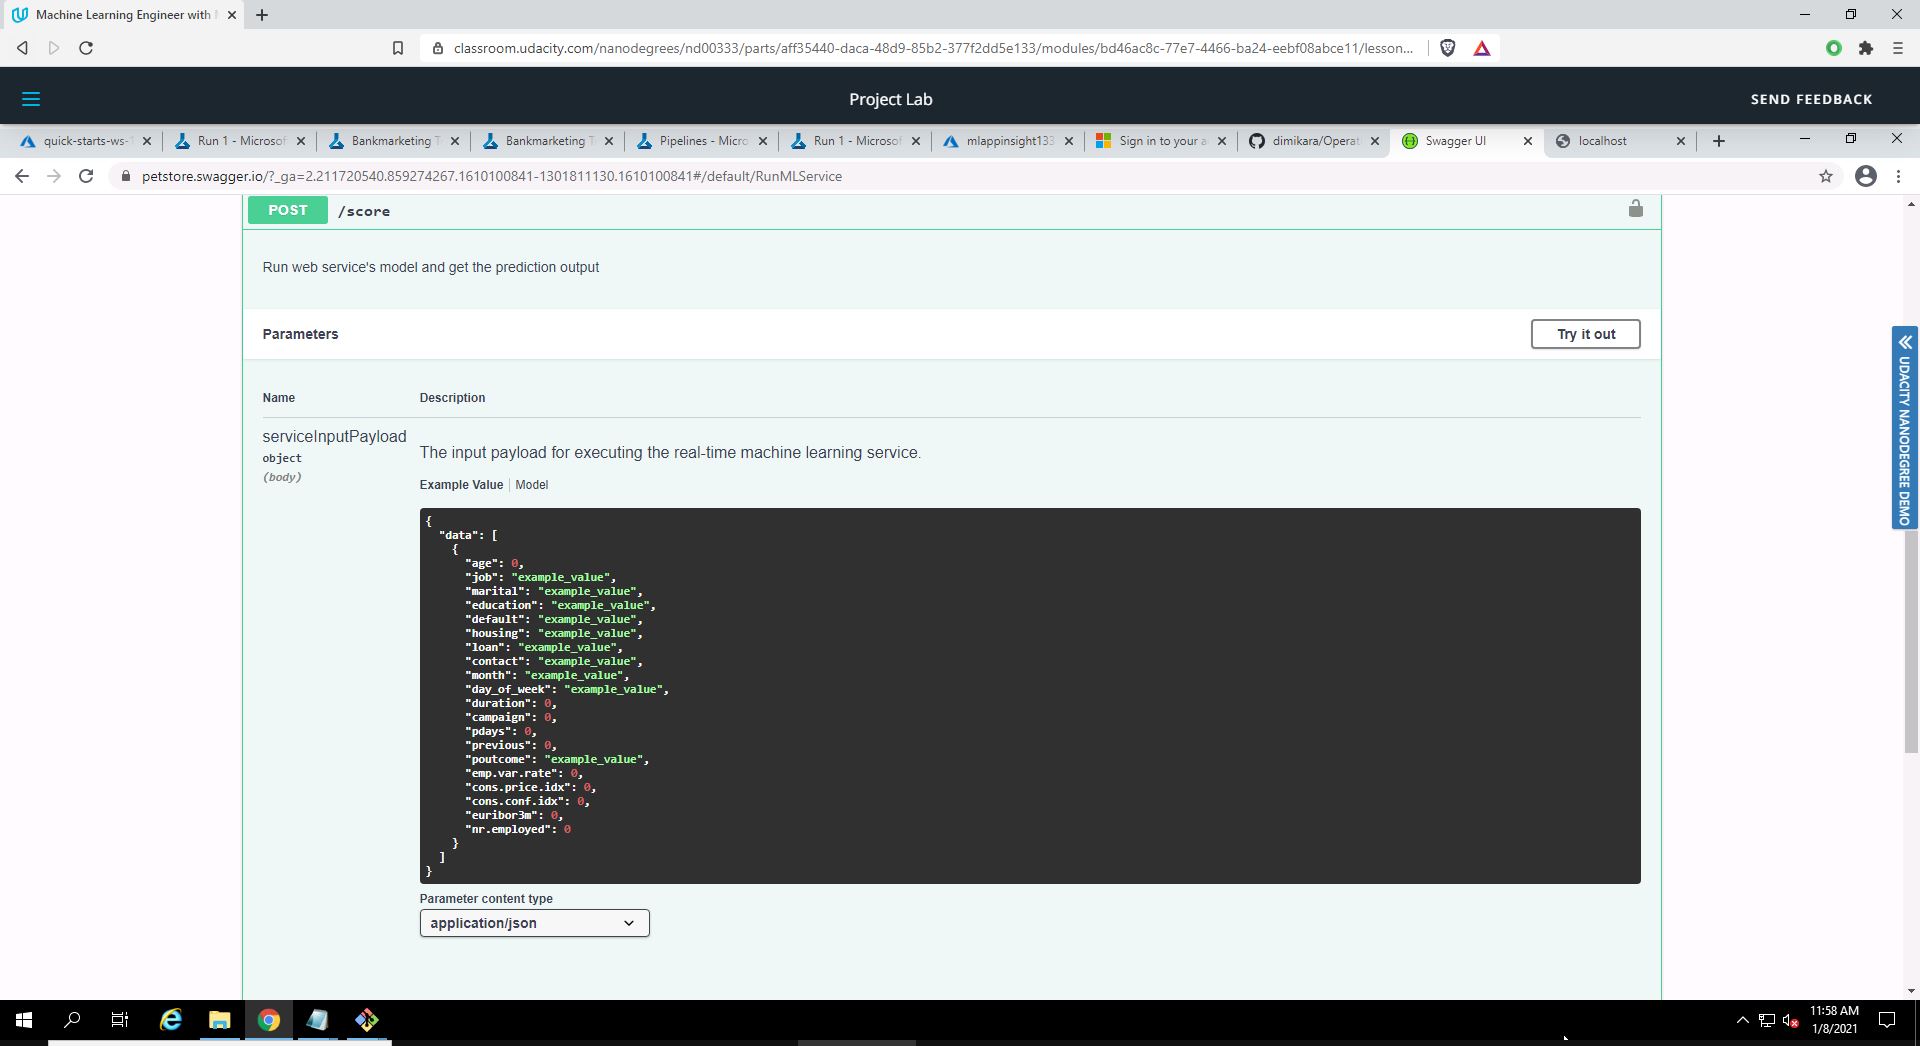 Machine Learning Engineer with
classroom.udacity.com/nanodegrees/nd00333/parts/aff35440-daca-48d9-85b2-377f2dd5e133/modules/bd46ac8c-77e7-4466-ba24-eebf08abce11/lesson...
Project Lab
SEND FEEDBACK
quick-starts-ws-1
Run 1 - Microsof
Bankmarketing T
Bankmarketing T
Pipelines - Micro
Run 1 - Microsof
mlappinsight133
Sign in to your a
dimikara/Operat
Swagger UI
localhost
petstore.swagger.io/?_ga=2.211720540.859274267.1610100841-1301811130.1610100841#/default/RunMLService
POST /score
Run web service's model and get the prediction output
Parameters
Try it out
Name Description
serviceInputPayload
object
(body)
The input payload for executing the real-time machine learning service.
Example Value Model
{
"data": [
{
"age": 0,
"job": "example_value",
"marital": "example_value",
"education": "example_value",
"default": "example_value",
"housing": "example_value",
"loan": "example_value",
"contact": "example_value",
"month": "example_value",
"day_of_week": "example_value",
"duration": 0,
"campaign": 0,
"pdays": 0,
"previous": 0,
"poutcome": "example_value",
"emp.var.rate": 0,
"cons.price.idx": 0,
"cons.conf.idx": 0,
"euribor3m": 0,
"nr.employed": 0
}
]
}
Parameter content type
application/json
UDACITY NANODEGREE DEMO
11:58 AM
1/8/2021